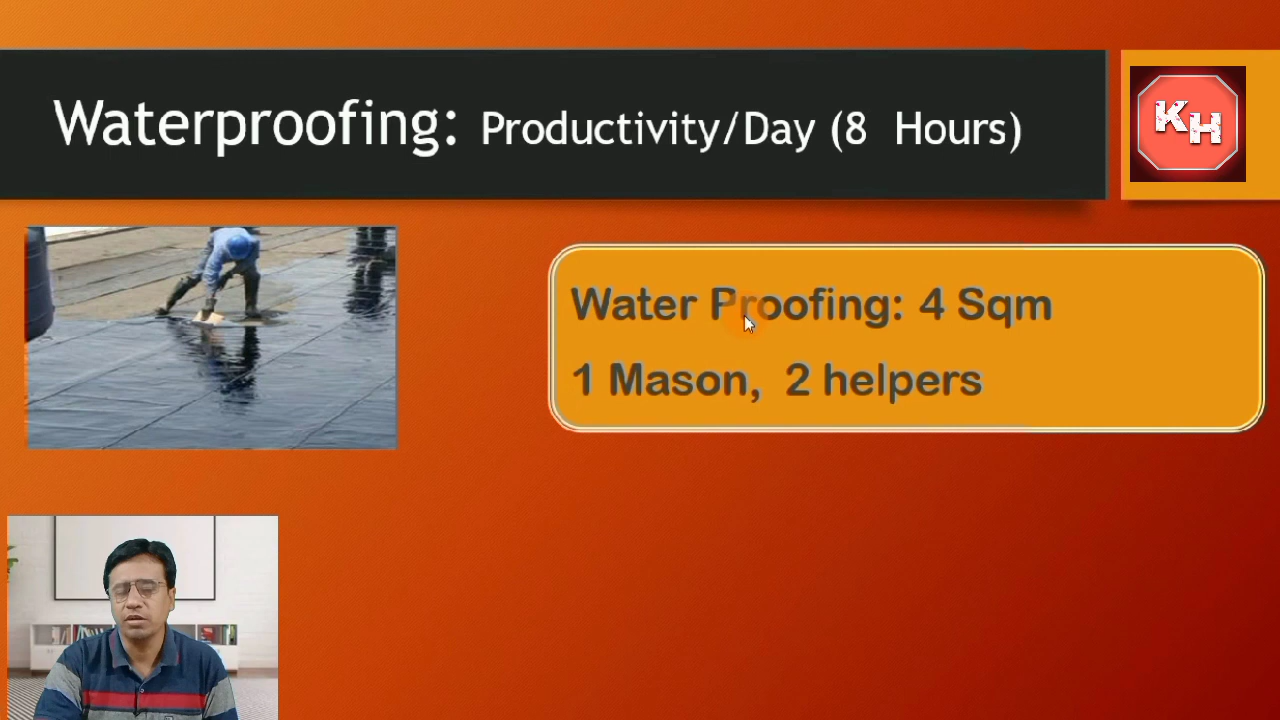 Waterproofing: Productivity/Day (8 Hours)
KH
Water Proofing: 4 Sqm
1 Mason, 2 helpers